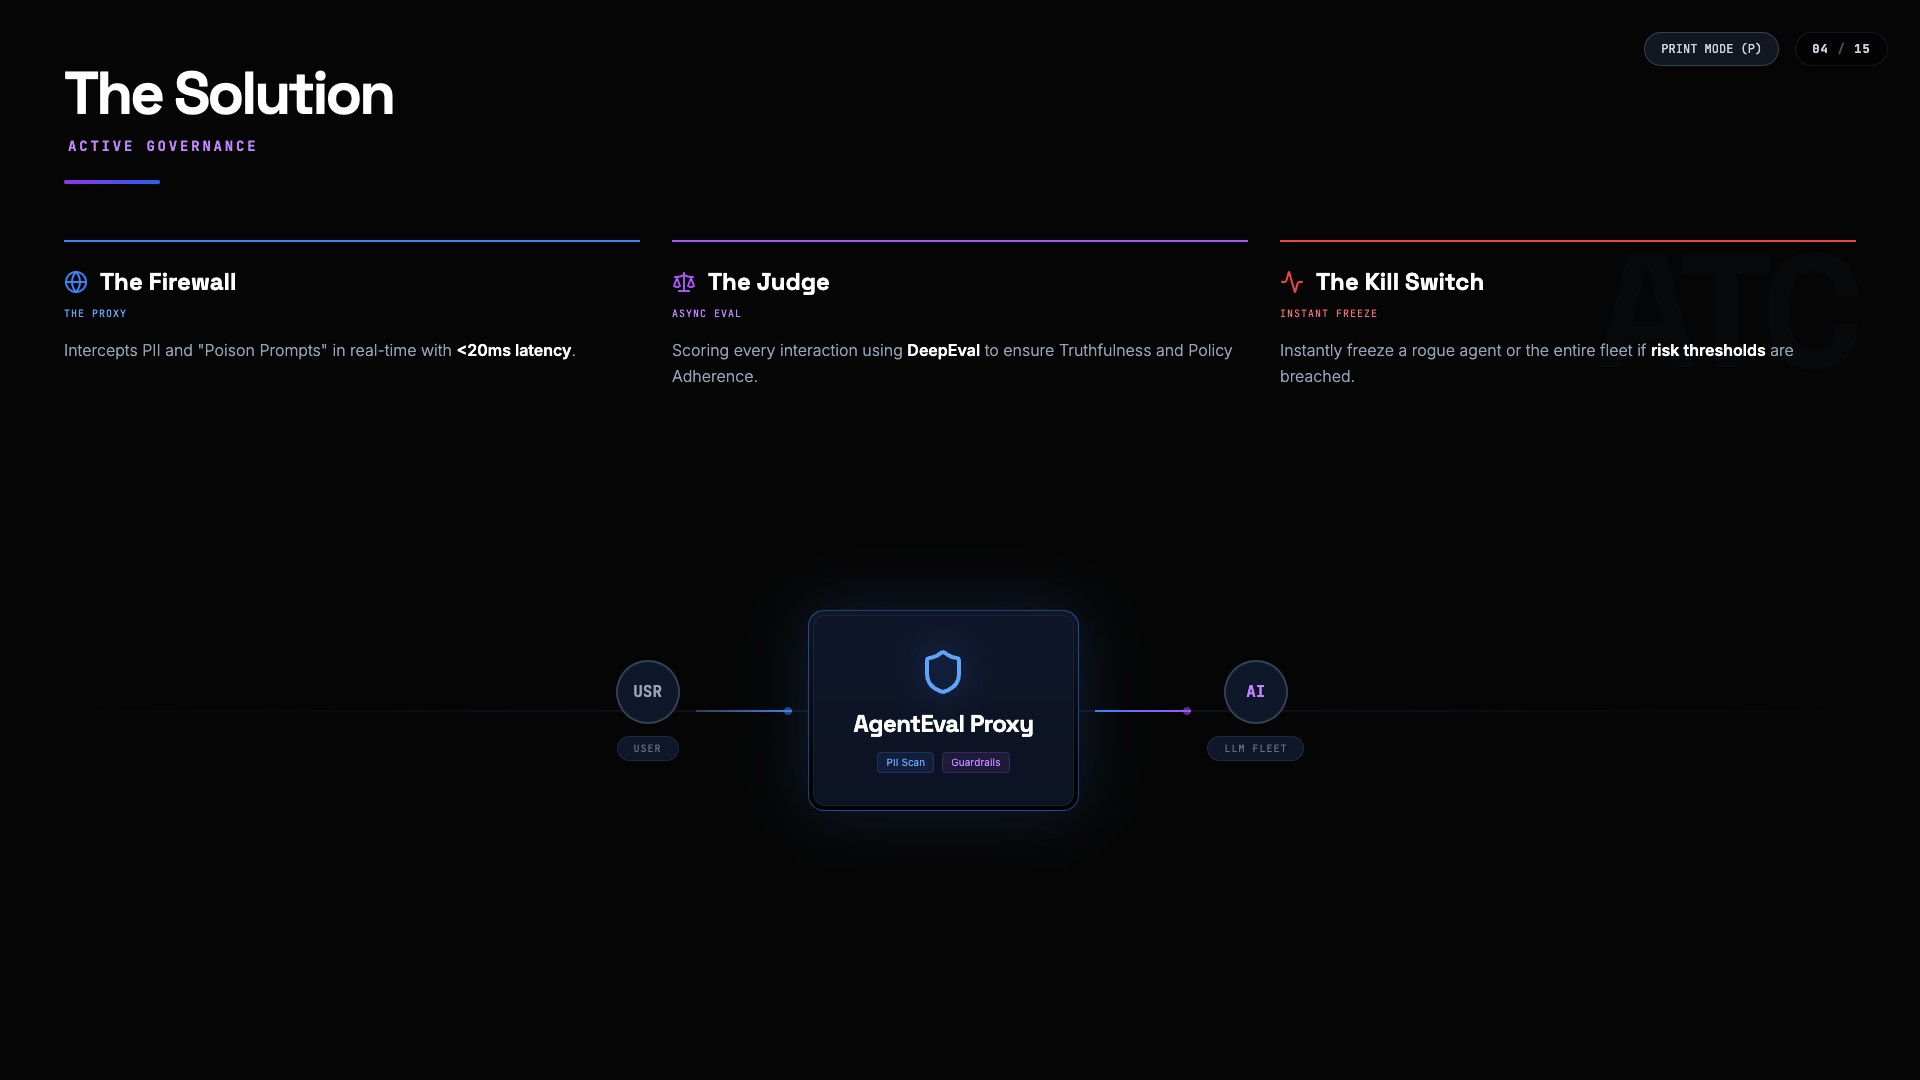 PRINT MODE (P)
04 / 15
The Solution
ACTIVE GOVERNANCE
ATC
The Firewall
THE PROXY
Intercepts PII and "Poison Prompts" in real-time with <20ms latency.
The Judge
ASYNC EVAL
Scoring every interaction using DeepEval to ensure Truthfulness and Policy
Adherence.
The Kill Switch
INSTANT FREEZE
Instantly freeze a rogue agent or the entire fleet if risk thresholds are
breached.
USR
USER
AgentEval Proxy
PII Scan
Guardrails
AI
LLM FLEET